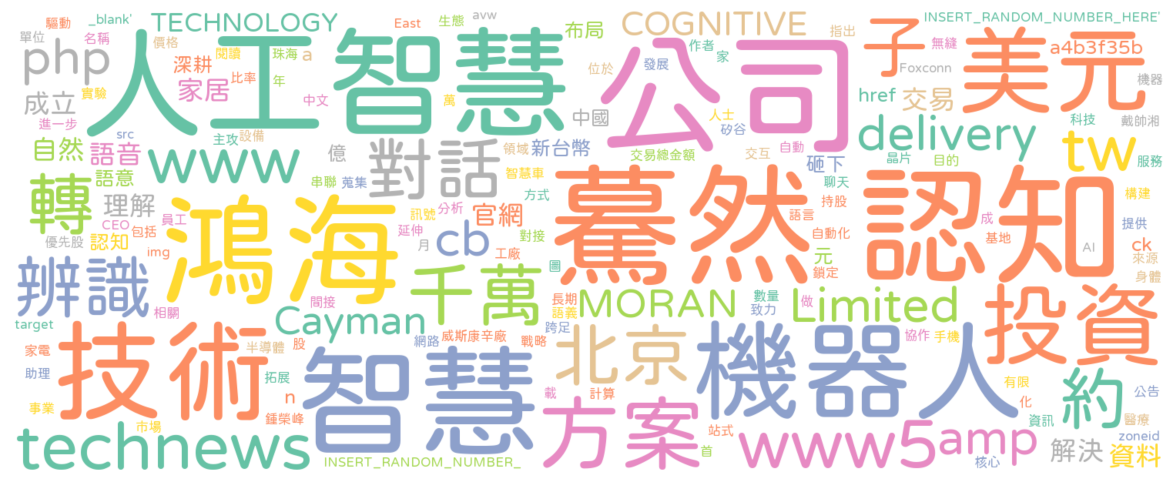 驅動 _blank' TECHNOLOGY East 生態 avw 布局 COGNITIVE 指出 INSERT_RANDOM_NUMBER_HERE'
單位 名稱 價格 閱讀 珠海 a 作者 家 子 無縫 美元 a4b3f35b
php 人工智慧 深耕 比率 年 位於 發展 公司 Foxconn 機器
成立 實驗 家居 中文 萬 中國 人士 矽谷 href 交易 科技 戴帥湘
進一步 src 主攻 設備 自動 delivery tw
自然 語音 www 億 對話 領域 新台幣 交易總金額 交互 砸下 晶片 目的 服務
轉 語意 串聯 蒐集 智慧車 方式 驀然 聊天 持股 認知 構建
理解 CEO 員工 鴻海 訊號 分析 官網 語言 成 提供
優先股 認知 包括 延伸 月 cb 對接 自動化 基地 AI ck
辨識 img 工廠 圖 元 鎖定 來源 身體
相關 千萬 長期 MORAN 數量 Limited 做 投資
target 間接 Cayman 語義 致力
技術 半導體 股 網路 威斯康辛廠 戰略 跨足 北京 機器人 協作 手機
家電 助理 拓展 智慧 載 計算 有限 約 公告
事業 n 鍾榮峰 方案 化 資訊 醫療
technews 市場 站式 www5 amp 解決 zoneid
INSERT_RANDOM_NUMBER_ 首 核心 資料